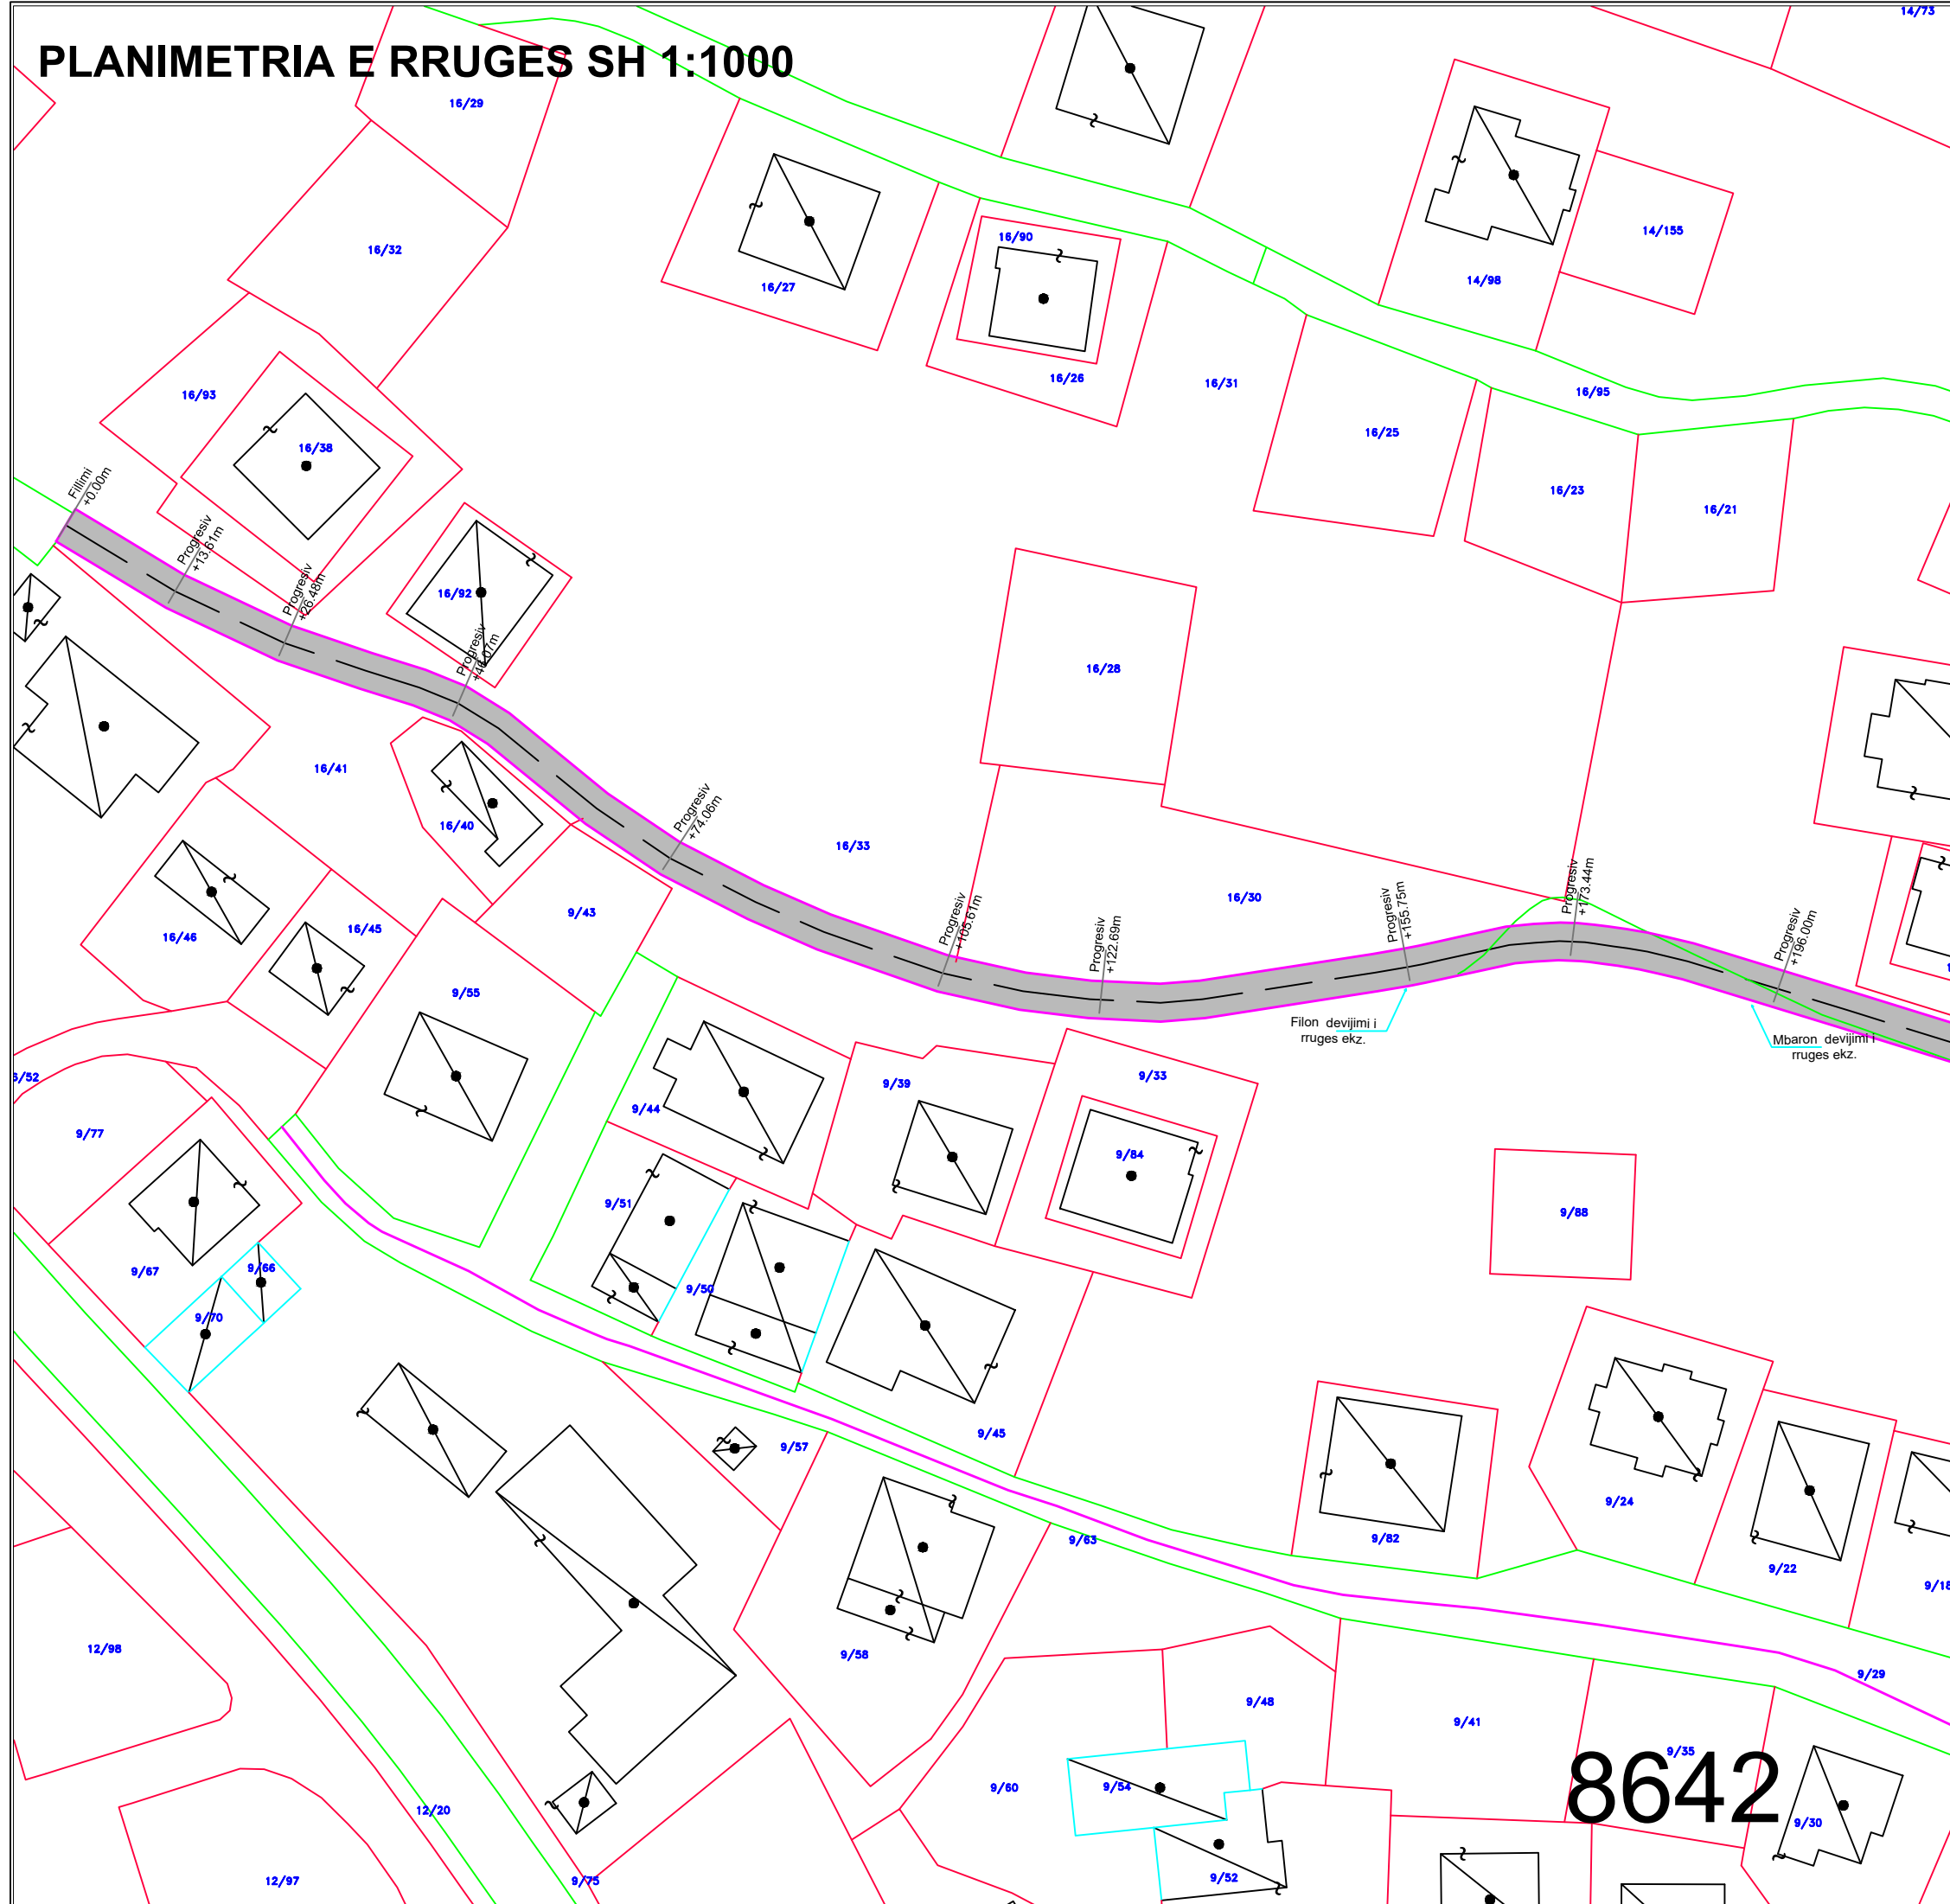 14/73
PLANIMETRIA E RRUGES SH 1:1000
16/29
16/32
16/27
16/90
14/155
14/98
16/93
16/26
16/31
16/95
16/38
16/25
16/23
16/21
Fillimi
+0.00m
Progresiv
+13.61m
Progresiv
+26.48m
16/92
Progresiv
16/28
16/41
Progresiv
+74.06m
16/40
16/33
16/30
Progresiv
+173.44m
9/43
Progresiv
+105.61m
Progresiv
+122.69m
Progresiv
+155.75m
Progresiv
+196.00m
16/46
16/45
9/55
Filon devijimi i
rruges ekz.
Mbaron devijimi i
rruges ekz.
9/39
9/33
9/44
9/77
9/84
9/51
9/88
9/67
9/66
9/50
9/70
9/45
9/57
9/24
9/63
9/82
9/22
9/18
12/98
9/58
9/29
9/48
9/41
9/35
8642
9/60
9/54
12/20
9/30
12/97
9/75
9/52